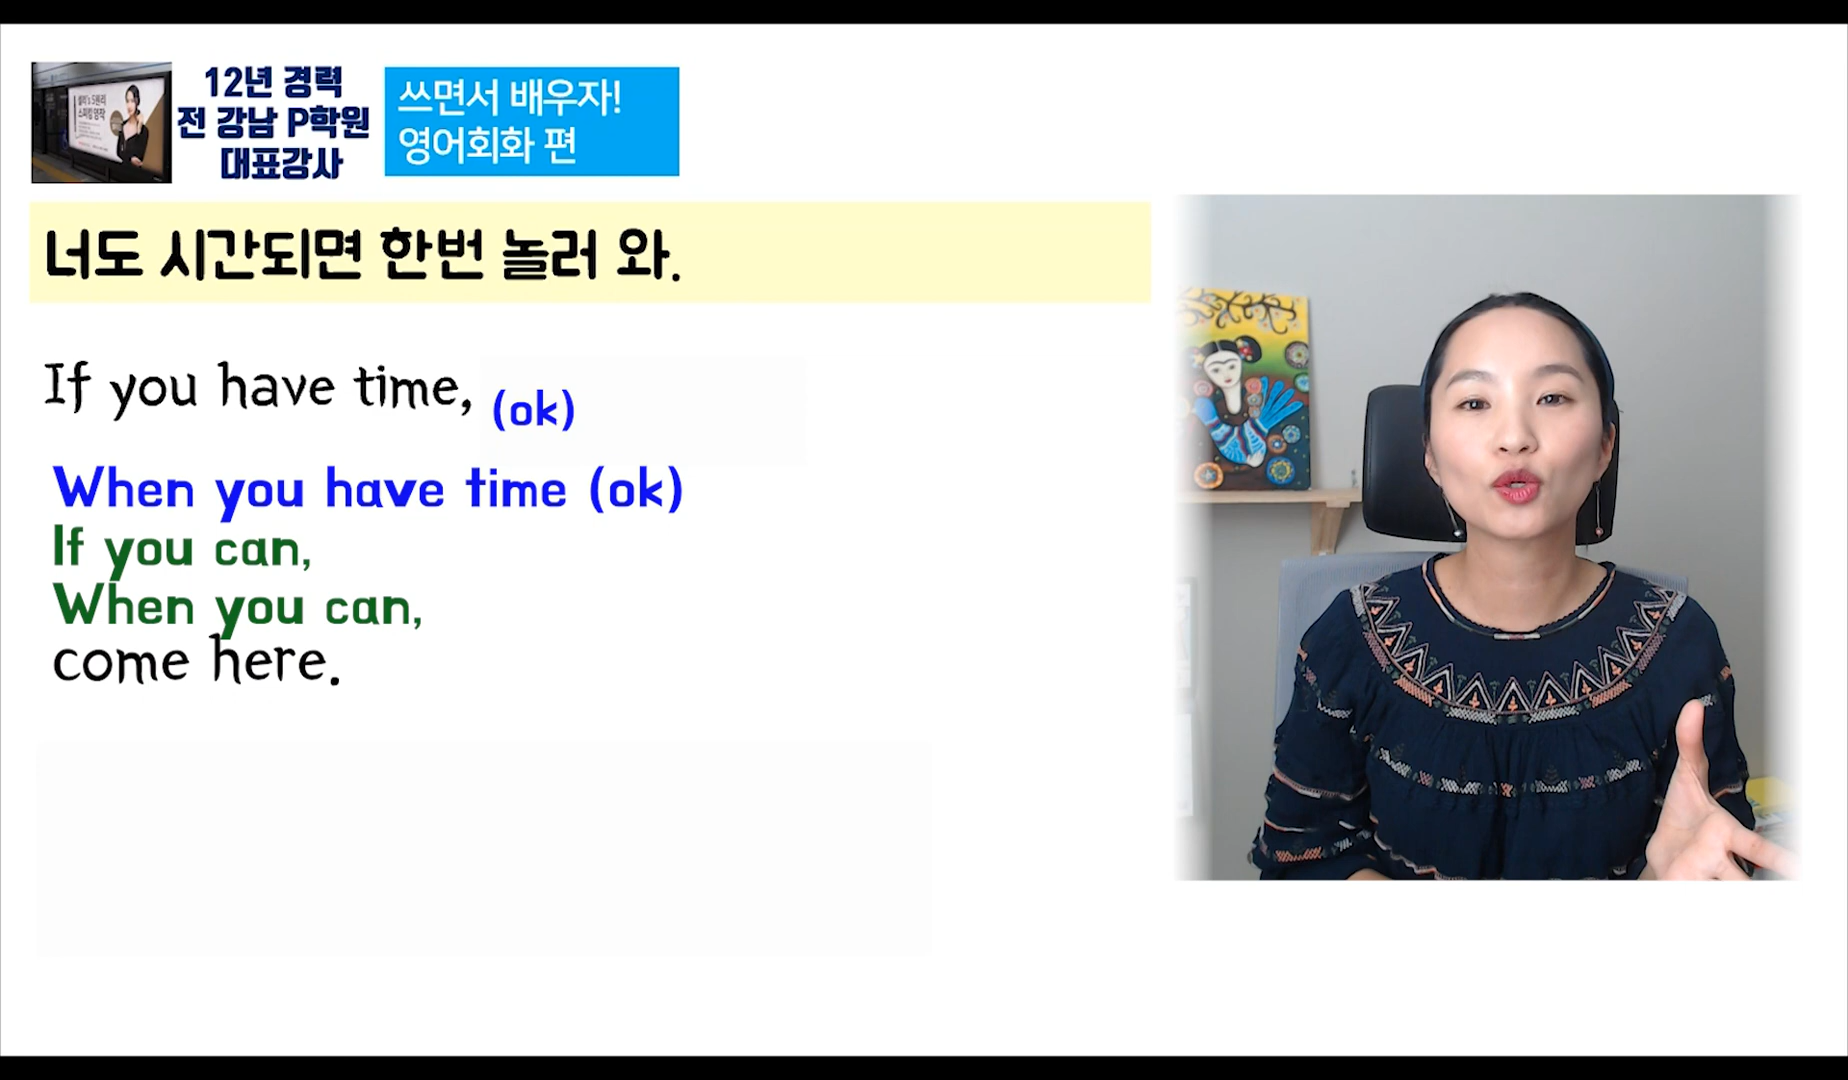 12년 경력
전 강남 P학원
대표강사
쓰면서 배우자!
영어회화 편
너도 시간되면 한번 놀러 와.
If you have time, (ok)
When you have time (ok)
If you can,
When you can,
come here.